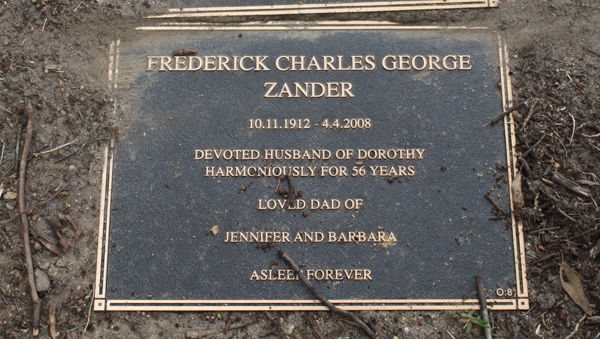 FREDERICK CHARLES GEORGE
ZANDER
10.11.1912 - 4.4.2008
DEVOTED HUSBAND OF DOROTHY
HARMONIOUSLY FOR 56 YEARS
LOVED DAD OF
JENNIFER AND BARBARA
ASLEEP FOREVER